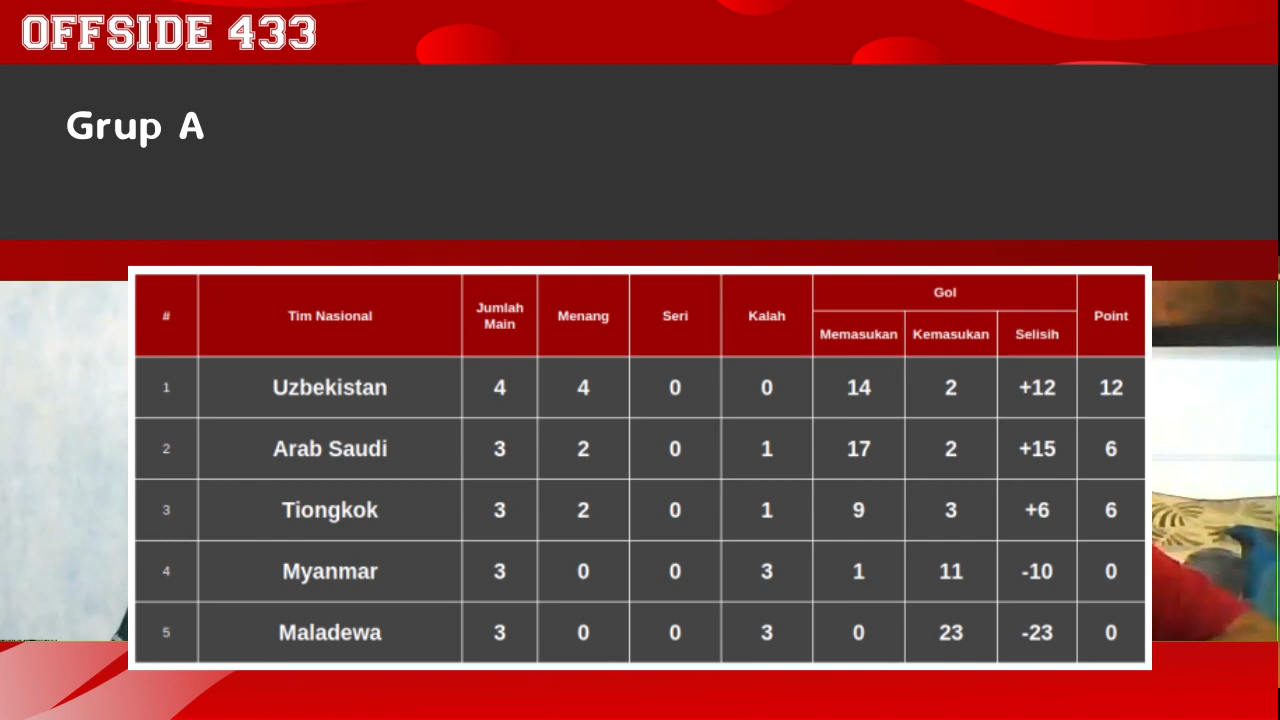 OFFSIDE 433
Grup A
# Tim Nasional Jumlah Main Menang Seri Kalah Gol Point
Memasukan Kemasukan Selisih
1 Uzbekistan 4 4 0 0 14 2 +12 12
2 Arab Saudi 3 2 0 1 17 2 +15 6
3 Tiongkok 3 2 0 1 9 3 +6 6
4 Myanmar 3 0 0 3 1 11 -10 0
5 Maladewa 3 0 0 3 0 23 -23 0